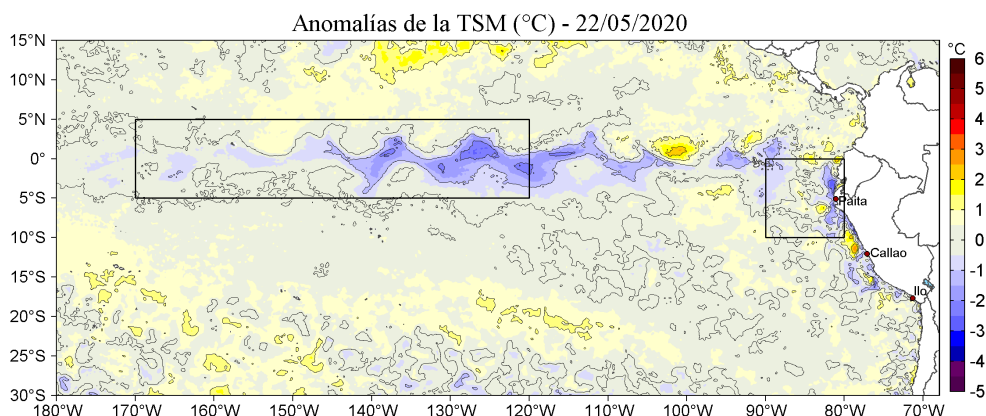 Anomalías de la TSM (°C) - 22/05/2020
15°N
10°N
5°N
0°
5°S
10°S
15°S
20°S
25°S
30°S
180°W
170°W
160°W
150°W
140°W
130°W
120°W
110°W
100°W
90°W
80°W
70°W
Paita
Callao
Ilo
°C
6
5
4
3
2
1
0
-1
-2
-3
-4
-5